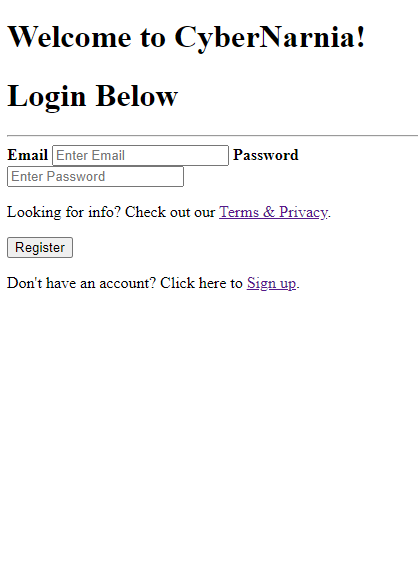 Welcome to CyberNarnia!
Login Below
Email Enter Email Password
Enter Password
Looking for info? Check out our Terms & Privacy.
Register
Don't have an account? Click here to Sign up.